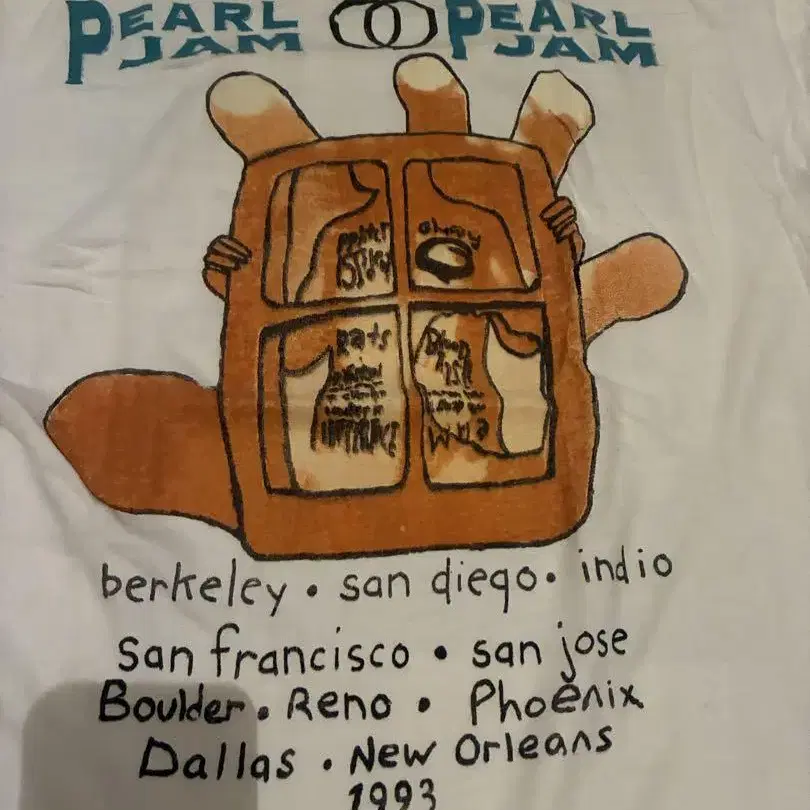 PEARL JAM PEARL JAM
Rats
berkeley • san diego • indio
San francisco • san jose
Boulder • Reno • Phoenix
Dallas • New Orleans
1993